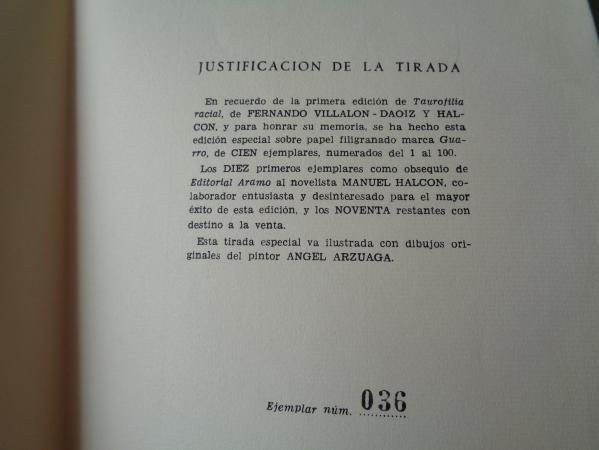 JUSTIFICACION DE LA TIRADA
En recuerdo de la primera edición de Taurofilia
racial, de FERNANDO VILLALON-DAOIZ Y HAL-
CON, y para honrar su memoria, se ha hecho esta
edición especial sobre papel filigranado marca Gua-
rro, de CIEN ejemplares, numerados del 1 al 100.
Los DIEZ primeros ejemplares como obsequio de
Editorial Aramo al novelista MANUEL HALCON, co-
laborador entusiasta y desinteresado para el mayor
éxito de esta edición, y los NOVENTA restantes con
destino a la venta.
Esta tirada especial va ilustrada con dibujos ori-
ginales del pintor ANGEL ARZUAGA.
Ejemplar núm. 036